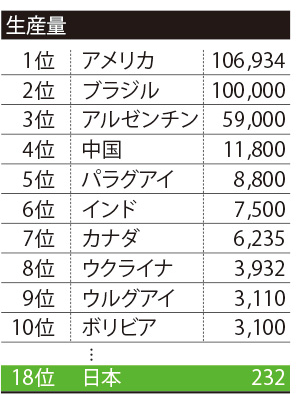 生産量
1位 アメリカ 106,934
2位 ブラジル 100,000
3位 アルゼンチン 59,000
4位 中国 11,800
5位 パラグアイ 8,800
6位 インド 7,500
7位 カナダ 6,235
8位 ウクライナ 3,932
9位 ウルグアイ 3,110
10位 ボリビア 3,100
⋮
18位 日本 232